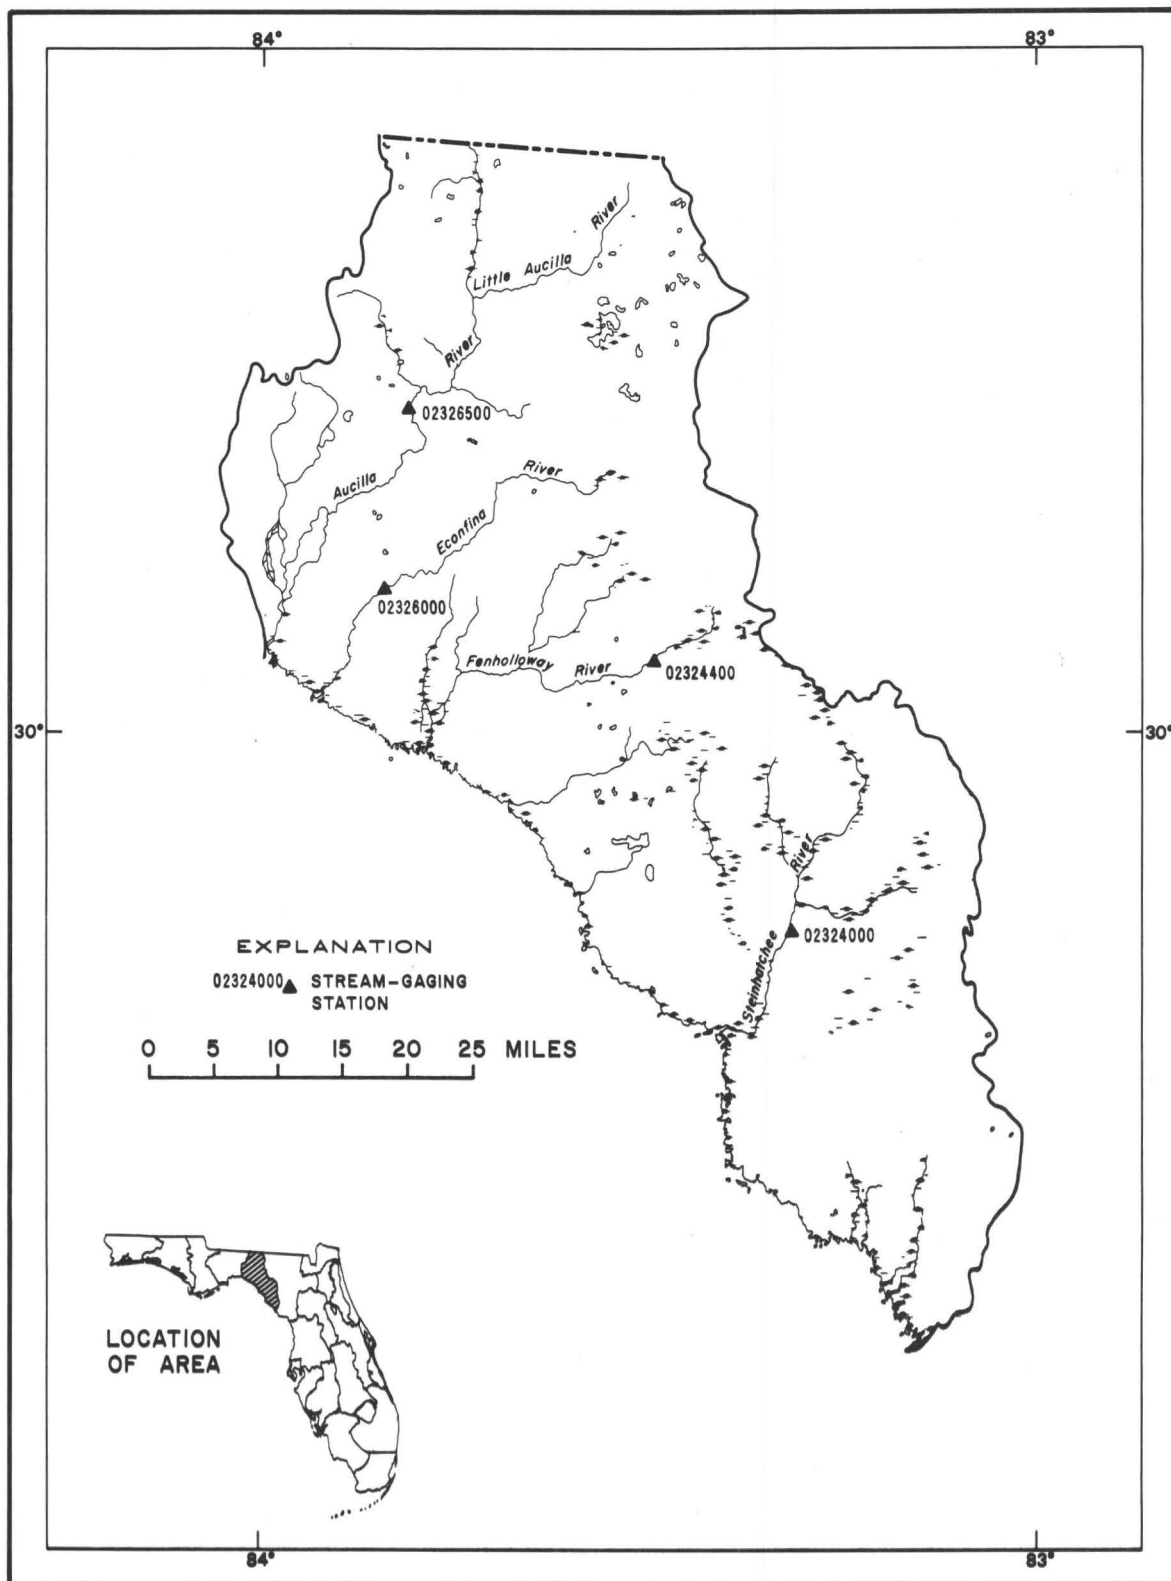 84°
83°
Little Aucilla River
River
02326500
Aucilla
River
Econfina
02326000
Fenholloway River
02324400
30°
30°
River
02324000
Steinhatchee
EXPLANATION
02324000▲ STREAM-GAGING
STATION
0 5 10 15 20 25 MILES
LOCATION
OF AREA
84°
83°